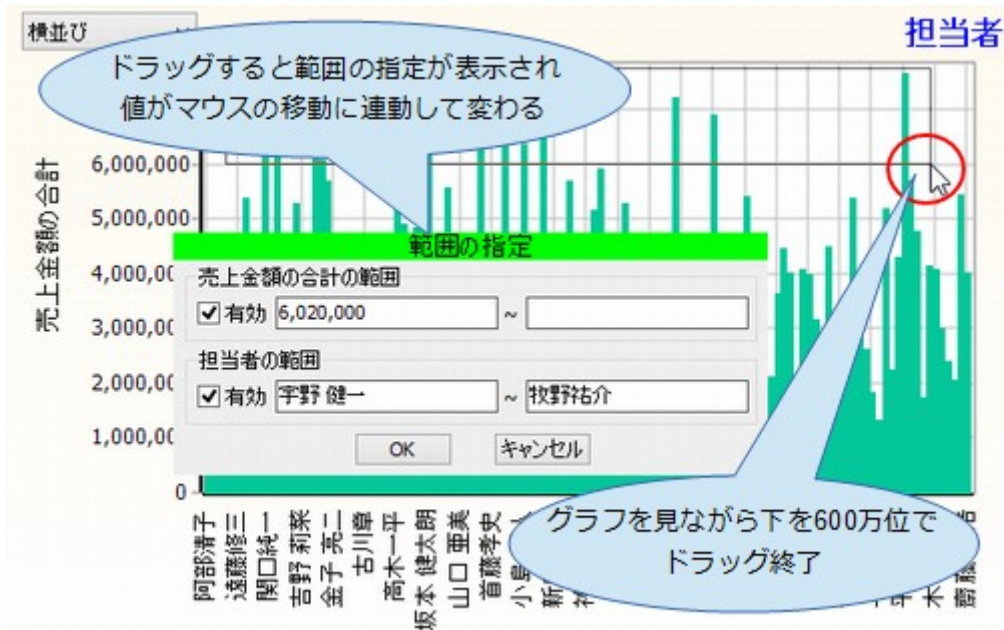 横並び
担当者
ドラッグすると範囲の指定が表示され
値がマウスの移動に連動して変わる
売上金額の合計
6,000,000
5,000,000
4,000,00
3,000,00
2,000,00
1,000,00
0
範囲の指定
売上金額の合計の範囲
有効 6,020,000 ~
担当者の範囲
有効 宇野 健一 ~ 牧野祐介
OK キャンセル
グラフを見ながら下を600万位で
ドラッグ終了
阿部清子
遠藤修三
関口純一
吉野 莉菜
金子 亮二
古川章
高木一平
坂本 健太朗
山口 亜美
首藤孝史
小島
新
平
木
齋藤